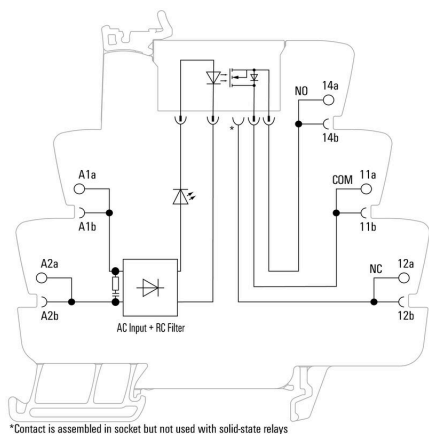 14a
NO
14b
*
11a
COM
11b
A1a
A1b
12a
NC
12b
A2a
A2b
AC Input + RC Filter
*Contact is assembled in socket but not used with solid-state relays